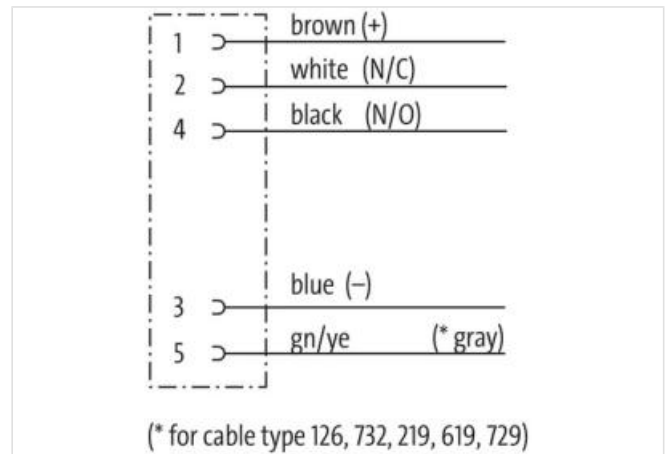 1 brown (+)
2 white (N/C)
4 black (N/O)
3 blue (–)
5 gn/ye (* gray)
(* for cable type 126, 732, 219, 619, 729)